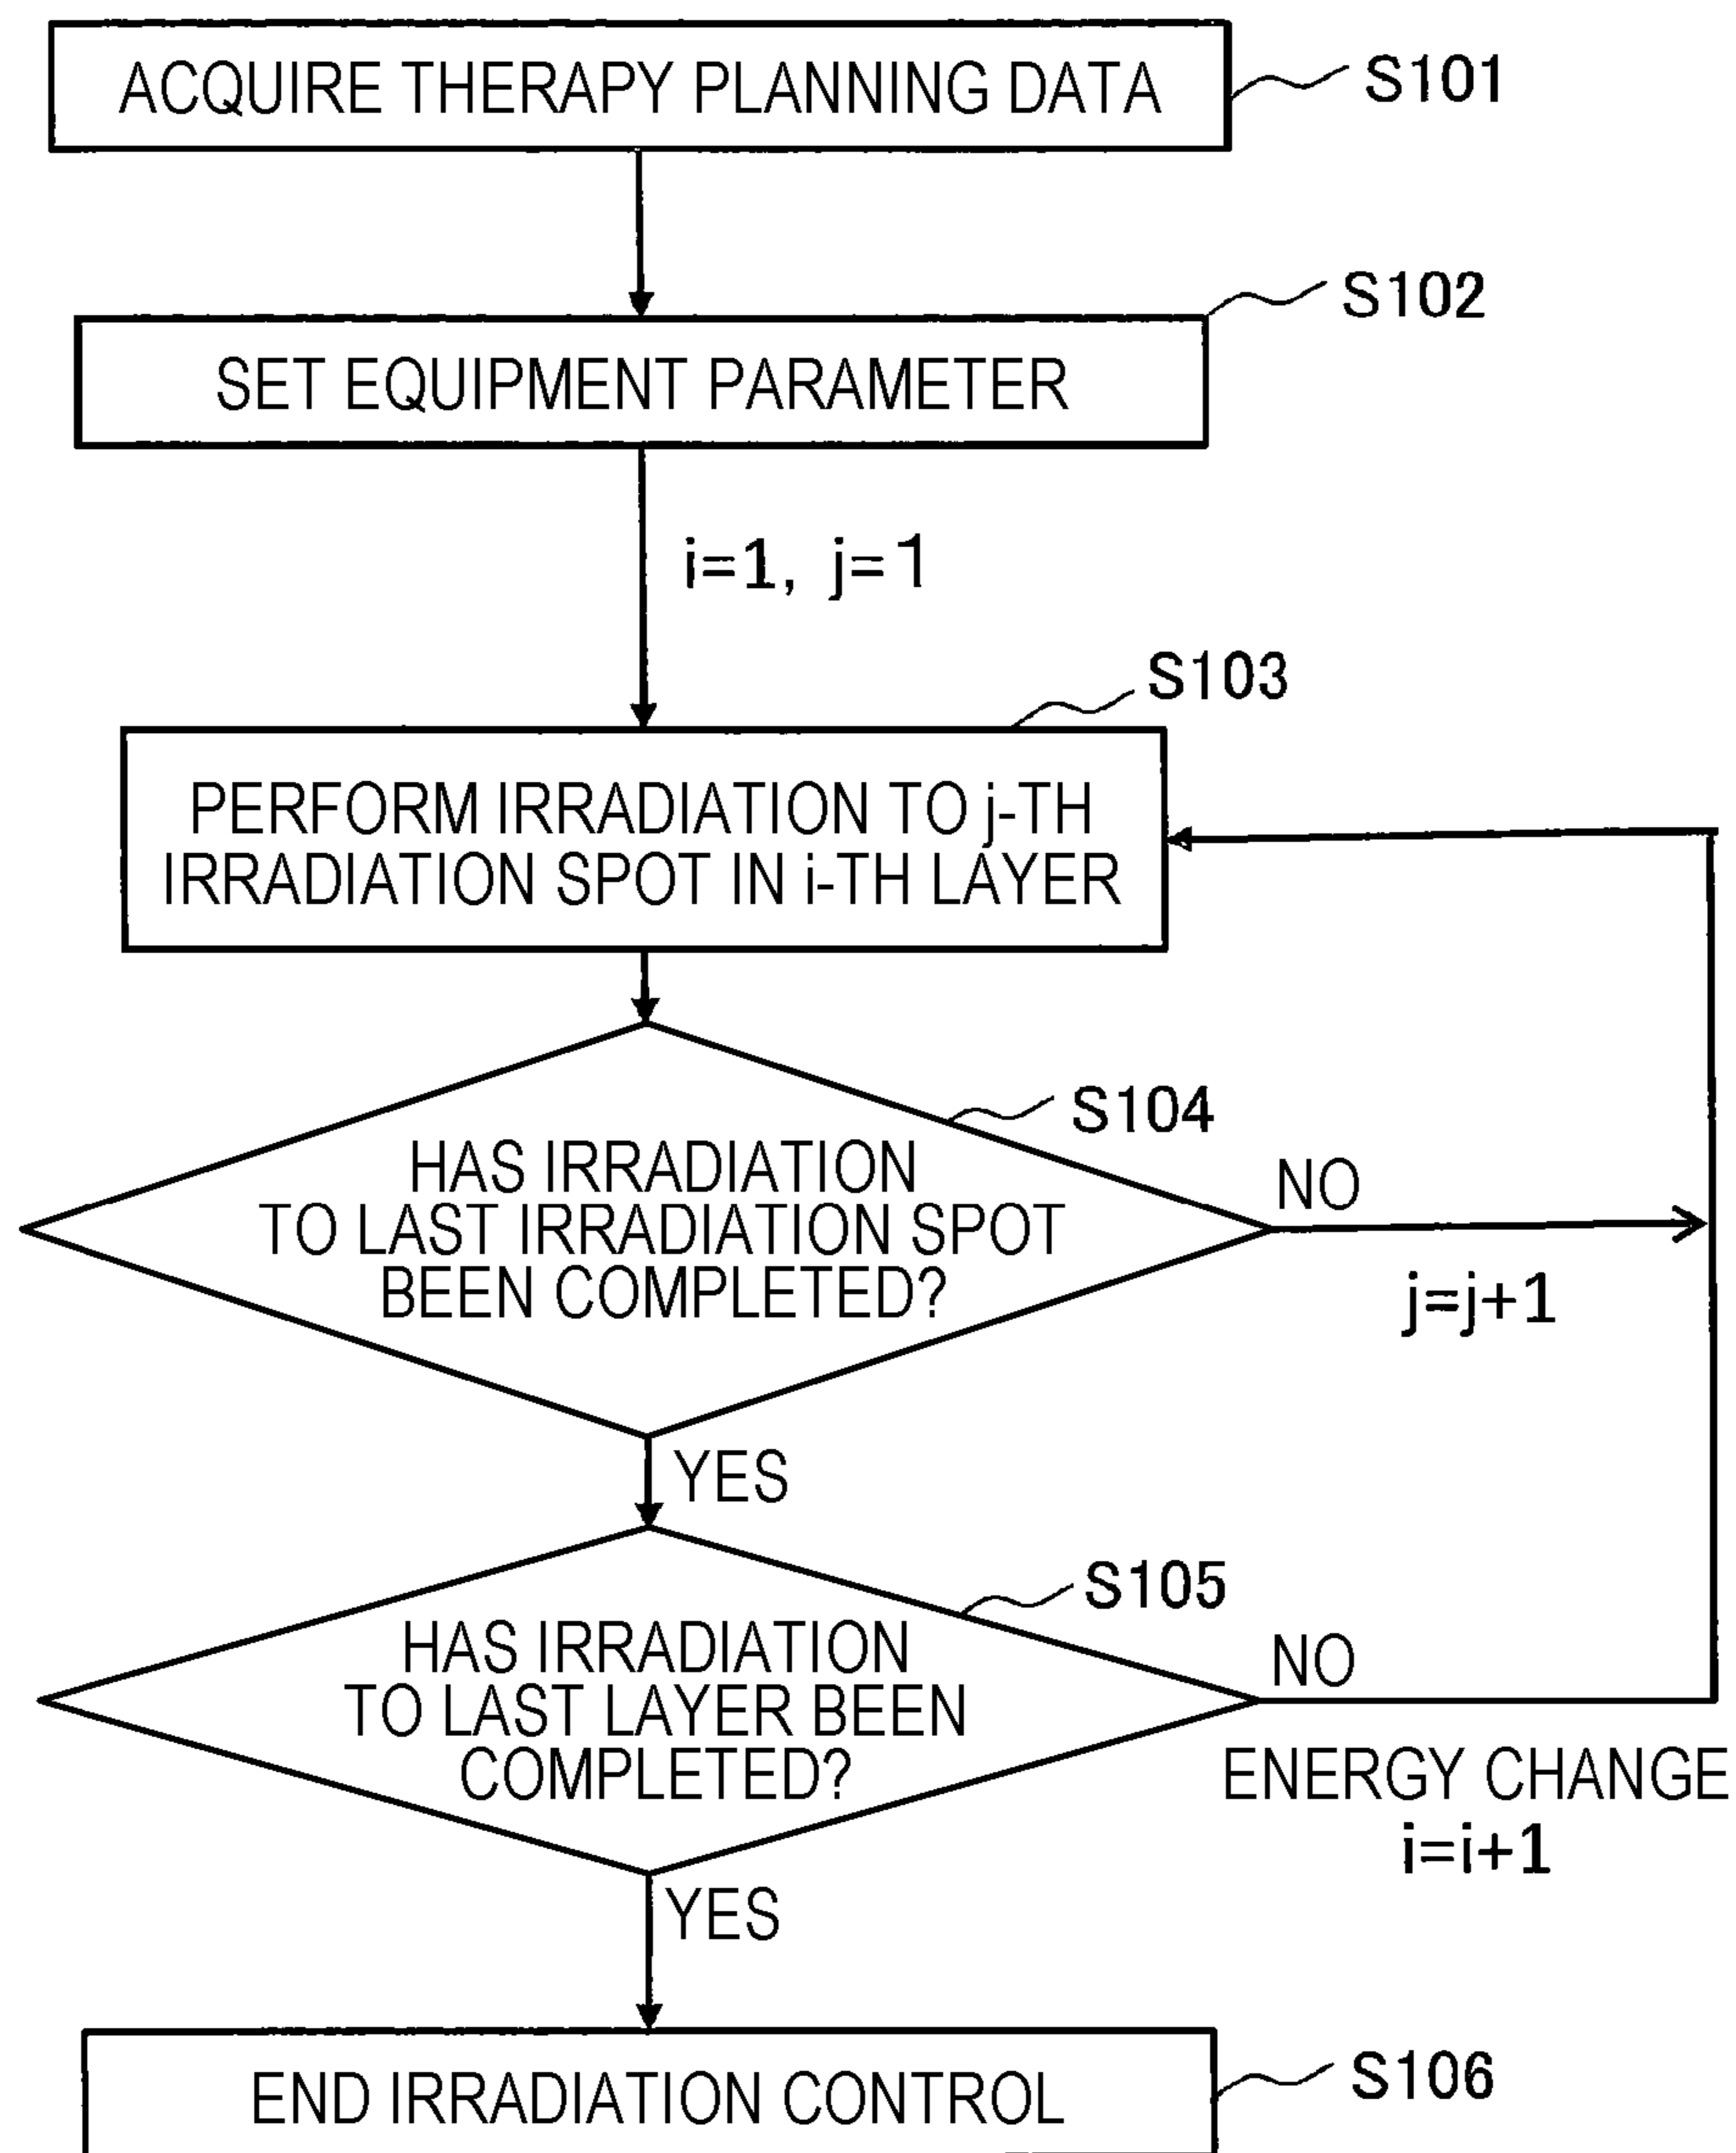 ACQUIRE THERAPY PLANNING DATA
S101
SET EQUIPMENT PARAMETER
S102
i=1, j=1
S103
PERFORM IRRADIATION TO j-TH
IRRADIATION SPOT IN i-TH LAYER
S104
HAS IRRADIATION
TO LAST IRRADIATION SPOT
BEEN COMPLETED?
NO
j=j+1
YES
S105
HAS IRRADIATION
TO LAST LAYER BEEN
COMPLETED?
NO
ENERGY CHANGE
i=i+1
YES
END IRRADIATION CONTROL
S106